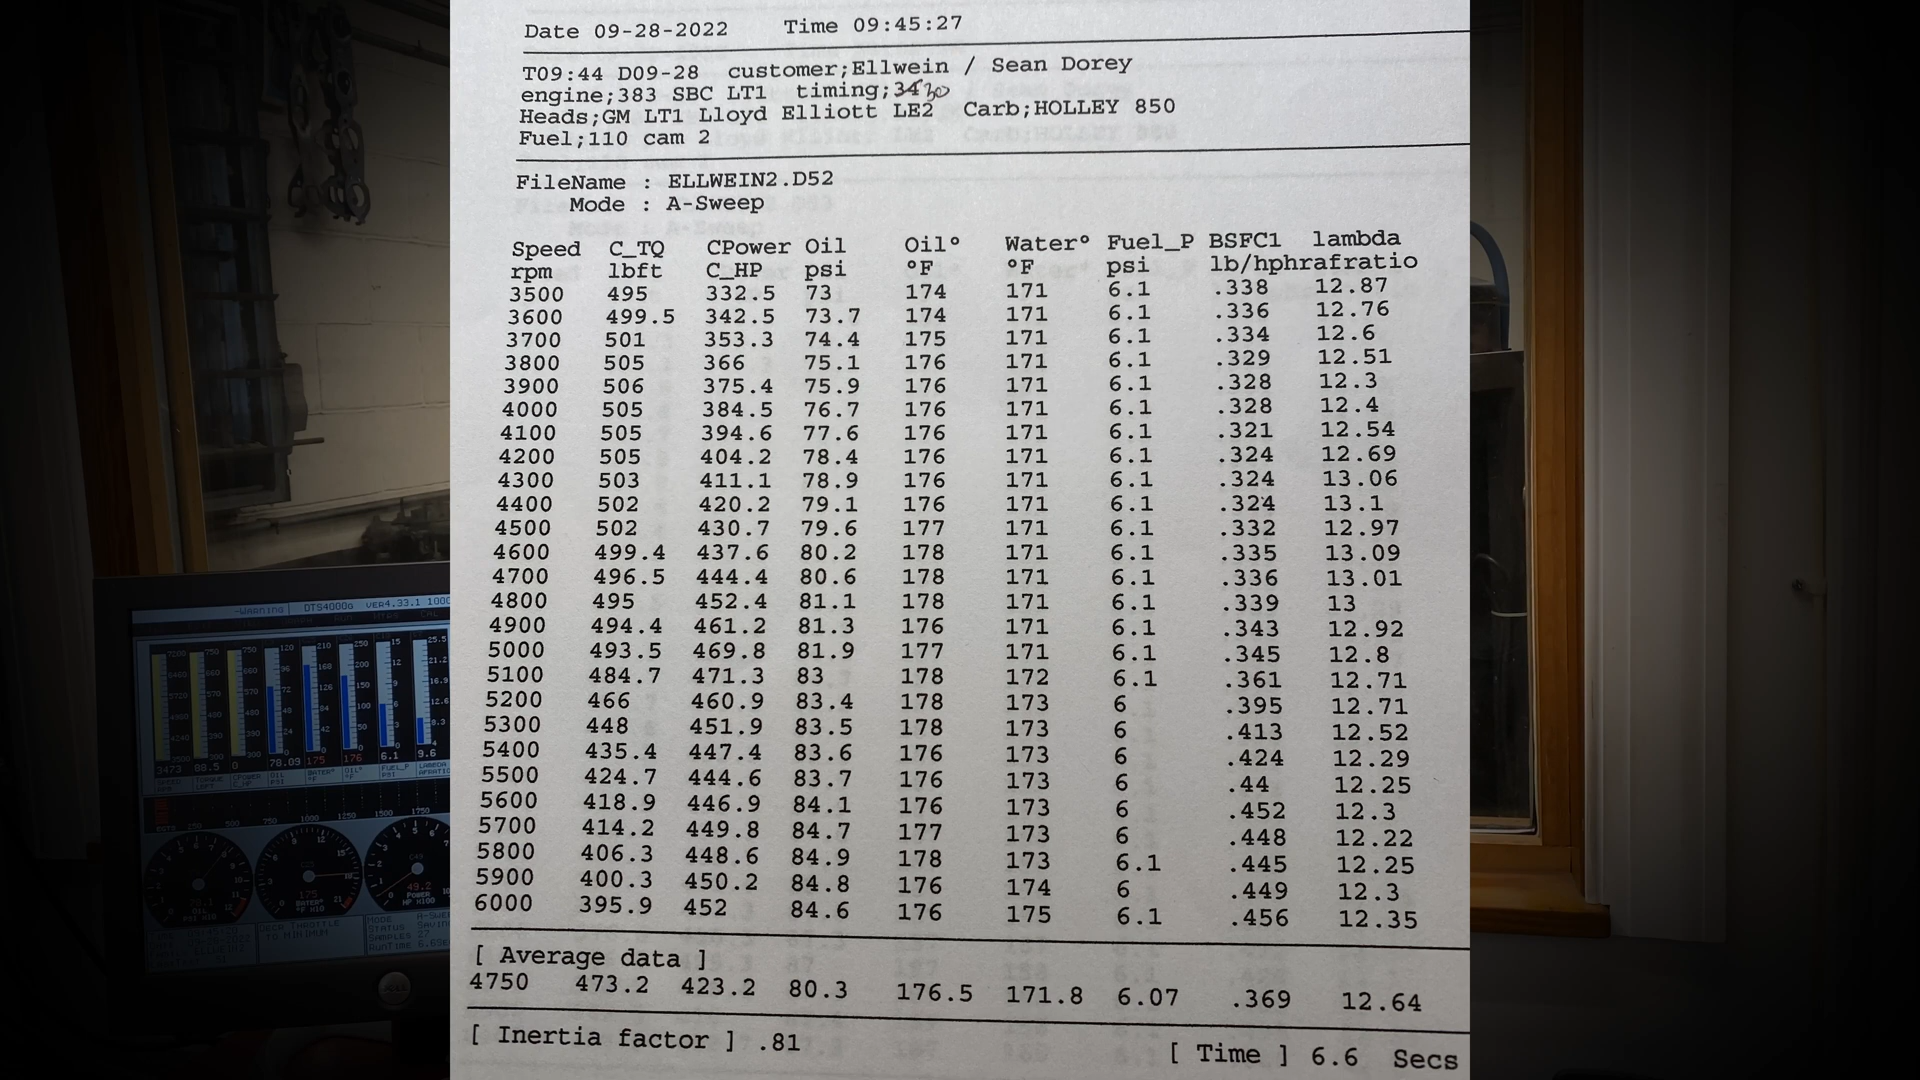 Date 09-28-2022 Time 09:45:27
T09:44 D09-28 customer;Ellwein / Sean Dorey
engine;383 SBC LT1 timing;34 30
Heads;GM LT1 Lloyd Elliott LE2 Carb;HOLLEY 850
Fuel;110 cam 2
FileName : ELLWEIN2.D52
Mode : A-Sweep
Speed C_TQ CPower Oil Oil° Water° Fuel_P BSFC1 lambda
rpm lbft C_HP psi °F °F psi lb/hphrafratio
3500 495 332.5 73 174 171 6.1 .338 12.87
3600 499.5 342.5 73.7 174 171 6.1 .336 12.76
3700 501 353.3 74.4 175 171 6.1 .334 12.6
3800 505 366 75.1 176 171 6.1 .329 12.51
3900 506 375.4 75.9 176 171 6.1 .328 12.3
4000 505 384.5 76.7 176 171 6.1 .328 12.4
4100 505 394.6 77.6 176 171 6.1 .321 12.54
4200 505 404.2 78.4 176 171 6.1 .324 12.69
4300 503 411.1 78.9 176 171 6.1 .324 13.06
4400 502 420.2 79.1 176 171 6.1 .324 13.1
4500 502 430.7 79.6 177 171 6.1 .332 12.97
4600 499.4 437.6 80.2 178 171 6.1 .335 13.09
4700 496.5 444.4 80.6 178 171 6.1 .336 13.01
4800 495 452.4 81.1 178 171 6.1 .339 13
4900 494.4 461.2 81.3 176 171 6.1 .343 12.92
5000 493.5 469.8 81.9 177 171 6.1 .345 12.8
5100 484.7 471.3 83 178 172 6.1 .361 12.71
5200 466 460.9 83.4 178 173 6 .395 12.71
5300 448 451.9 83.5 178 173 6 .413 12.52
5400 435.4 447.4 83.6 176 173 6 .424 12.29
5500 424.7 444.6 83.7 176 173 6 .44 12.25
5600 418.9 446.9 84.1 176 173 6 .452 12.3
5700 414.2 449.8 84.7 177 173 6 .448 12.22
5800 406.3 448.6 84.9 178 173 6.1 .445 12.25
5900 400.3 450.2 84.8 176 174 6 .449 12.3
6000 395.9 452 84.6 176 175 6.1 .456 12.35
[ Average data ]
4750 473.2 423.2 80.3 176.5 171.8 6.07 .369 12.64
[ Inertia factor ] .81 [ Time ] 6.6 Secs
-Warning DTS4000G VER4.33.1
3473 88.5 0 78.09 175 176 6.1 9.6
DECR THROTTLE
TO MINIMUM